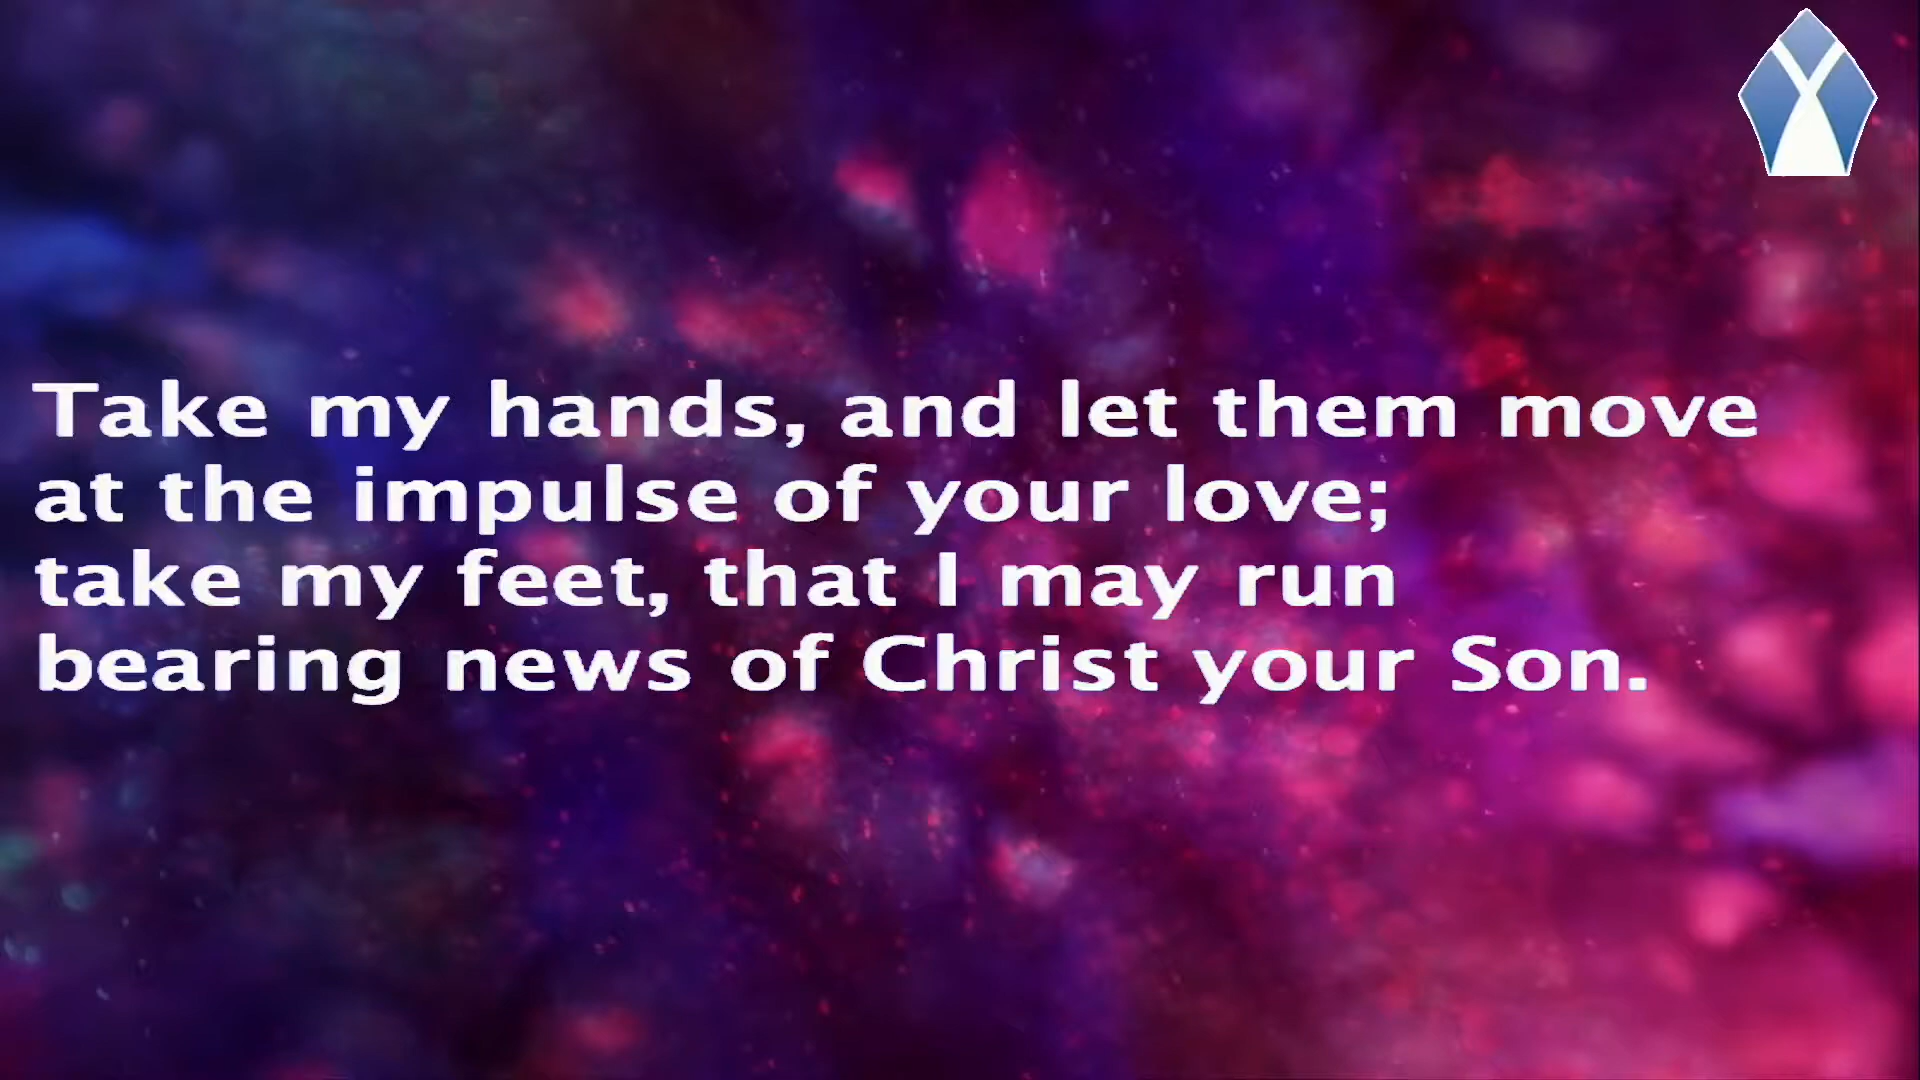 Take my hands, and let them move
at the impulse of your love;
take my feet, that I may run
bearing news of Christ your Son.